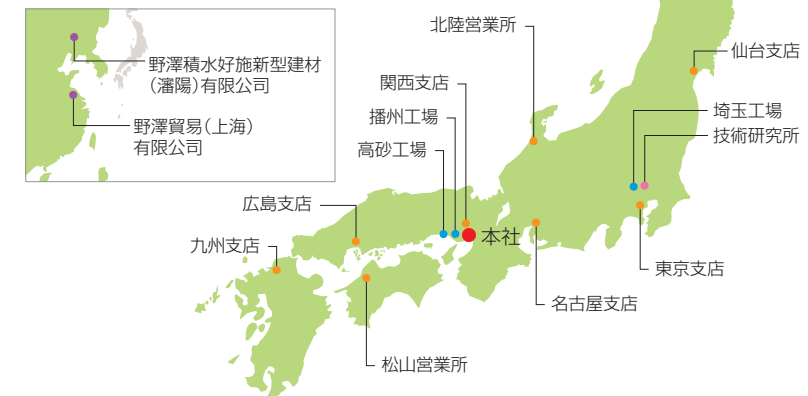 北陸営業所
仙台支店
野澤積水好施新型建材
（瀋陽）有限公司
関西支店
播州工場
埼玉工場
野澤貿易（上海）
有限公司
技術研究所
高砂工場
広島支店
本社
九州支店
東京支店
名古屋支店
松山営業所